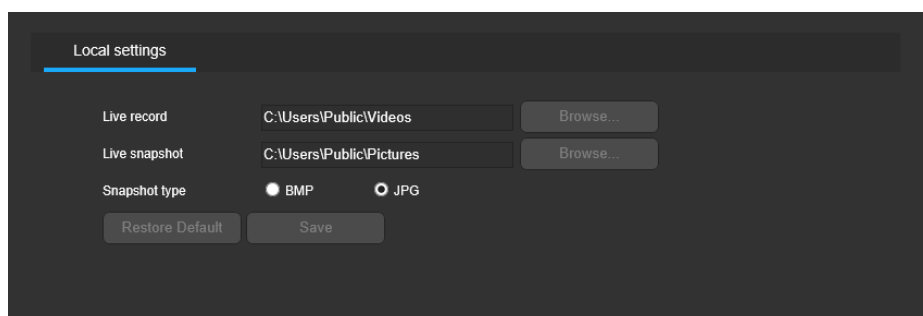 Local settings
Live record C:\Users\Public\Videos Browse...
Live snapshot C:\Users\Public\Pictures Browse...
Snapshot type BMP JPG
Restore Default Save